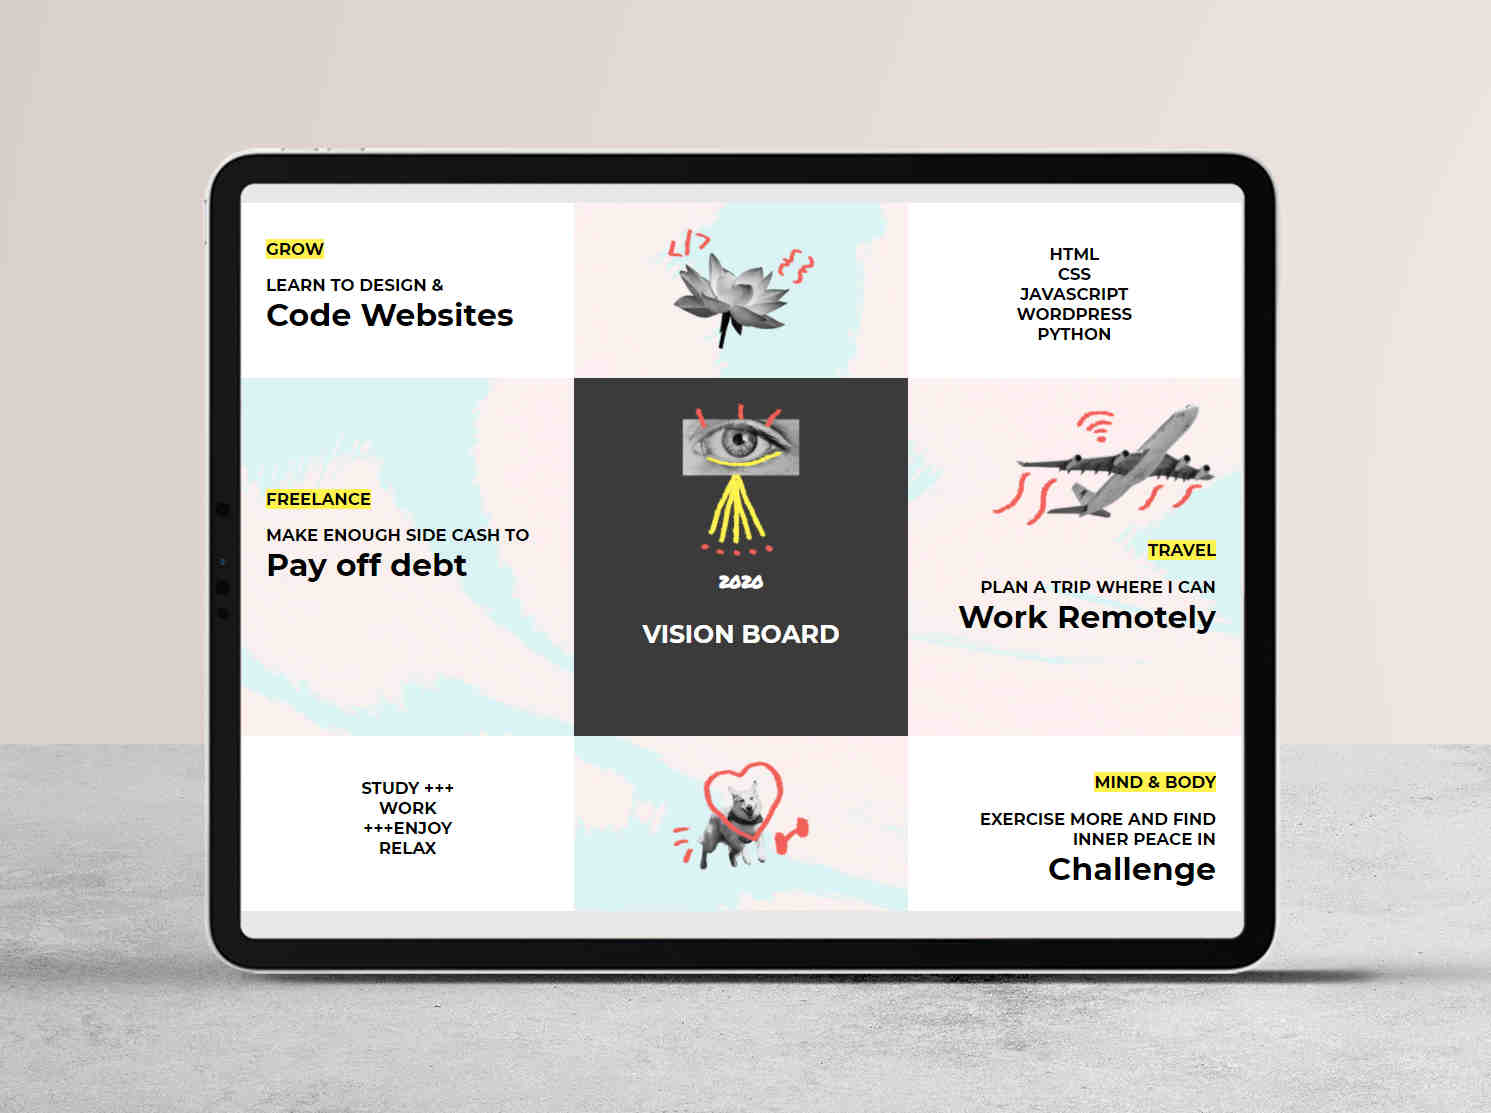 GROW
LEARN TO DESIGN &
Code Websites
HTML
CSS
JAVASCRIPT
WORDPRESS
PYTHON
FREELANCE
MAKE ENOUGH SIDE CASH TO
Pay off debt
2020
VISION BOARD
TRAVEL
PLAN A TRIP WHERE I CAN
Work Remotely
STUDY +++
WORK
+++ENJOY
RELAX
MIND & BODY
EXERCISE MORE AND FIND
INNER PEACE IN
Challenge